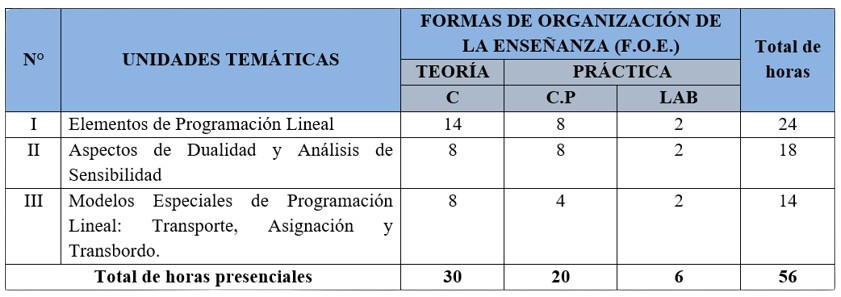 N°
UNIDADES TEMÁTICAS
FORMAS DE ORGANIZACIÓN DE
LA ENSEÑANZA (F.O.E.)
Total de
horas
TEORÍA
PRÁCTICA
C
C.P
LAB
I Elementos de Programación Lineal 14 8 2 24
II Aspectos de Dualidad y Análisis de 8 8 2 18
Sensibilidad
III Modelos Especiales de Programación 8 4 2 14
Lineal: Transporte, Asignación y
Transbordo.
Total de horas presenciales 30 20 6 56